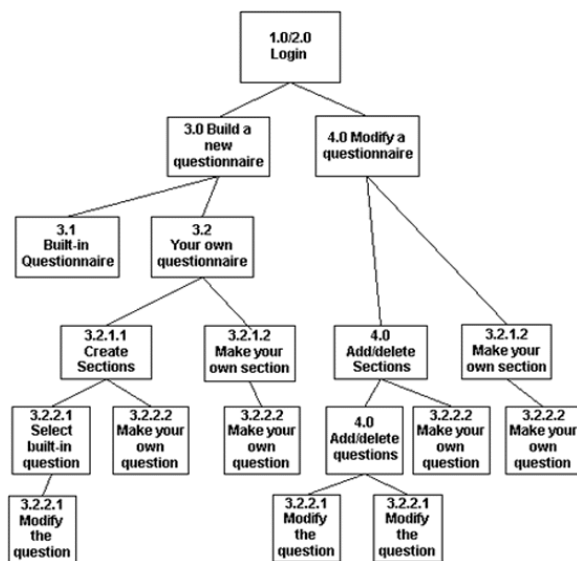 1.0/2.0
Login
3.0 Build a
new
questionnaire
4.0 Modify a
questionnaire
3.1
Built-in
Questionnaire
3.2
Your own
questionnaire
3.2.1.1
Create
Sections
3.2.1.2
Make your
own section
4.0
Add/delete
Sections
3.2.1.2
Make your
own section
3.2.2.1
Select
built-in
question
3.2.2.2
Make your
own
question
3.2.2.2
Make your
own
question
4.0
Add/delete
questions
3.2.2.2
Make your
own
question
3.2.2.2
Make your
own
question
3.2.2.1
Modify
the
question
3.2.2.1
Modify
the
question
3.2.2.1
Modify
the
question